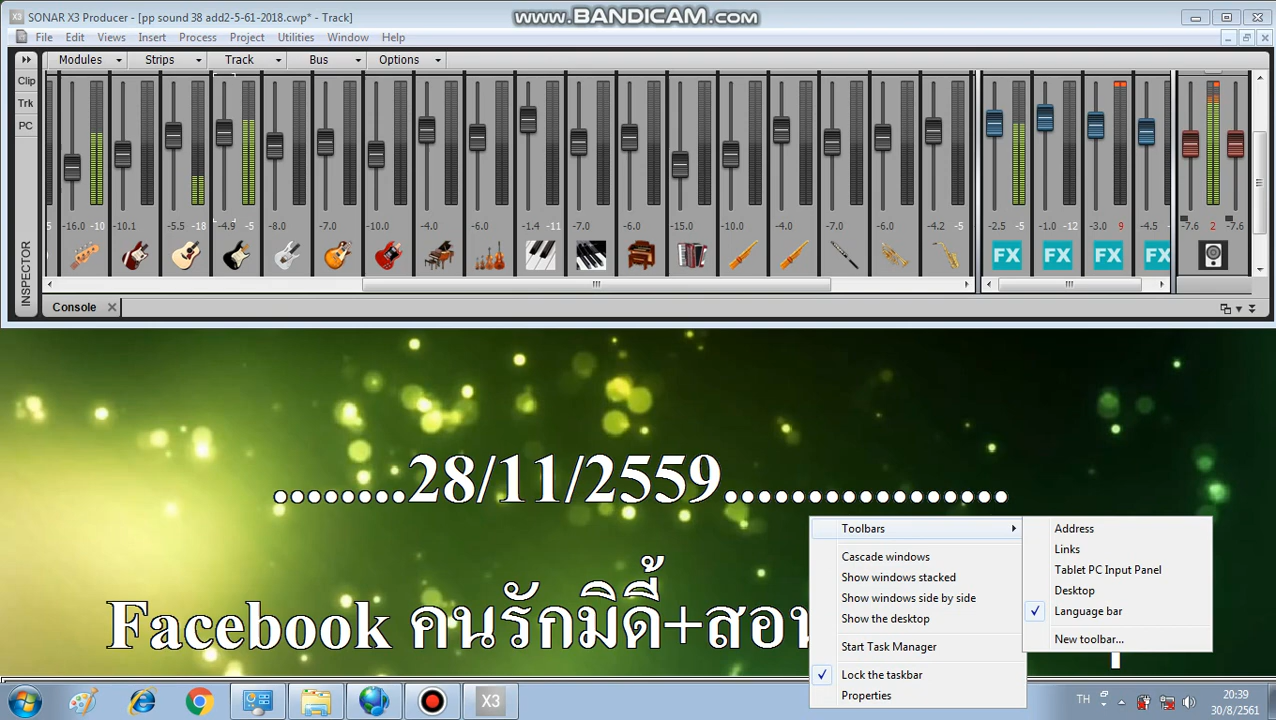 SONAR X3 Producer - [pp sound 38 add2-5-61-2018.cwp* - Track]
www.BANDICAM.com
File Edit Views Insert Process Project Utilities Window Help
Modules Strips Track Bus Options
Clip
Trk
PC
INSPECTOR
5 -16.0 -10 -10.1 -5.5 -18 -4.9 -5 -8.0 -7.0 -10.0 -4.0 -6.0 -1.4 -11 -7.0 -6.0 -15.0 -10.0 -4.0 -7.0 -6.0 -4.2 -5 -2.5 -5 -1.0 -12 -3.0 9 -4.5 -7.6 2 -7.6
FX FX FX FX
Console
........28/11/2559................
Facebook คนรักมิดี้+สอน
Toolbars
Cascade windows
Show windows stacked
Show windows side by side
Show the desktop
Start Task Manager
Lock the taskbar
Properties
Address
Links
Tablet PC Input Panel
Desktop
Language bar
New toolbar...
X3
TH
20:39
30/8/2561